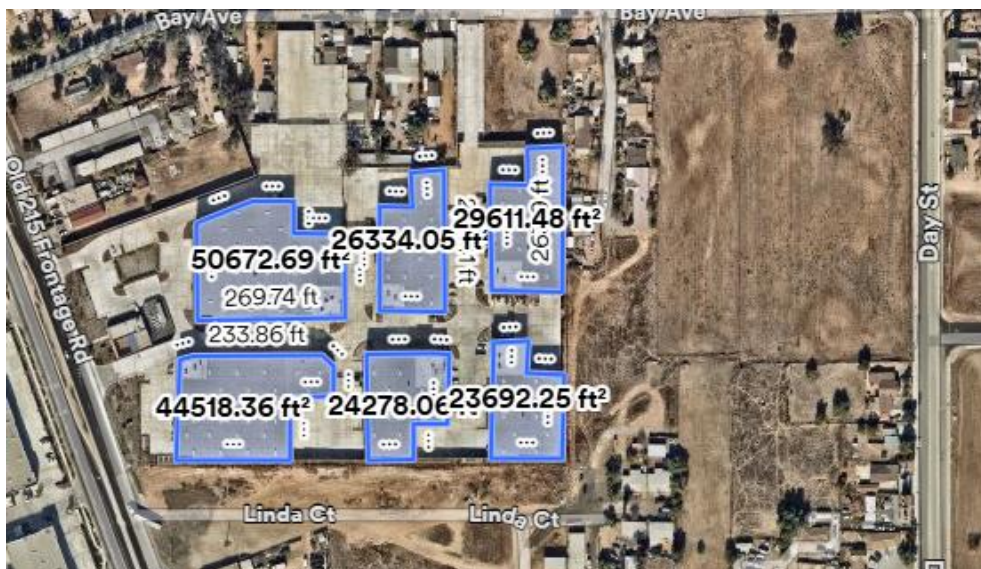 Bay Ave
Bay Ave
29611.48 ft²
26334.05 ft²
50672.69 ft²
269.74 ft
233.86 ft
Old 215 Frontage Rd
Day St
44518.36 ft²
23692.25 ft²
Linda Ct
Linda Ct